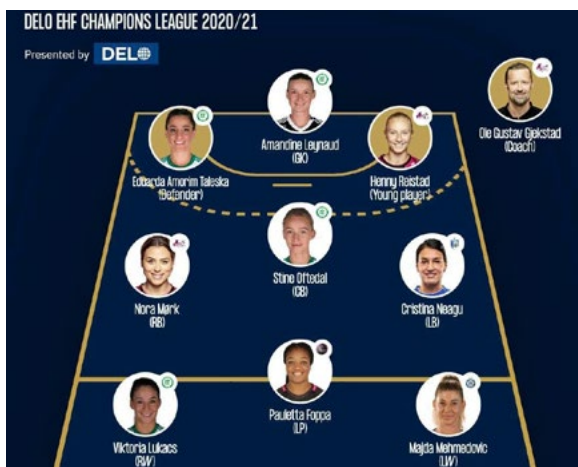 DELO EHF CHAMPIONS LEAGUE 2020/21
Presented by DELO
Amandine Leynaud
(GK)
Ole Gustav Gjekstad
(Coach)
Eduarda Amorim Taleska
(Defender)
Henny Reistad
(Young player)
Stine Oftedal
(CB)
Nora Mørk
(RB)
Cristina Neagu
(LB)
Pauletta Foppa
(LP)
Viktoria Lukacs
(RW)
Majda Mehmedovic
(LW)